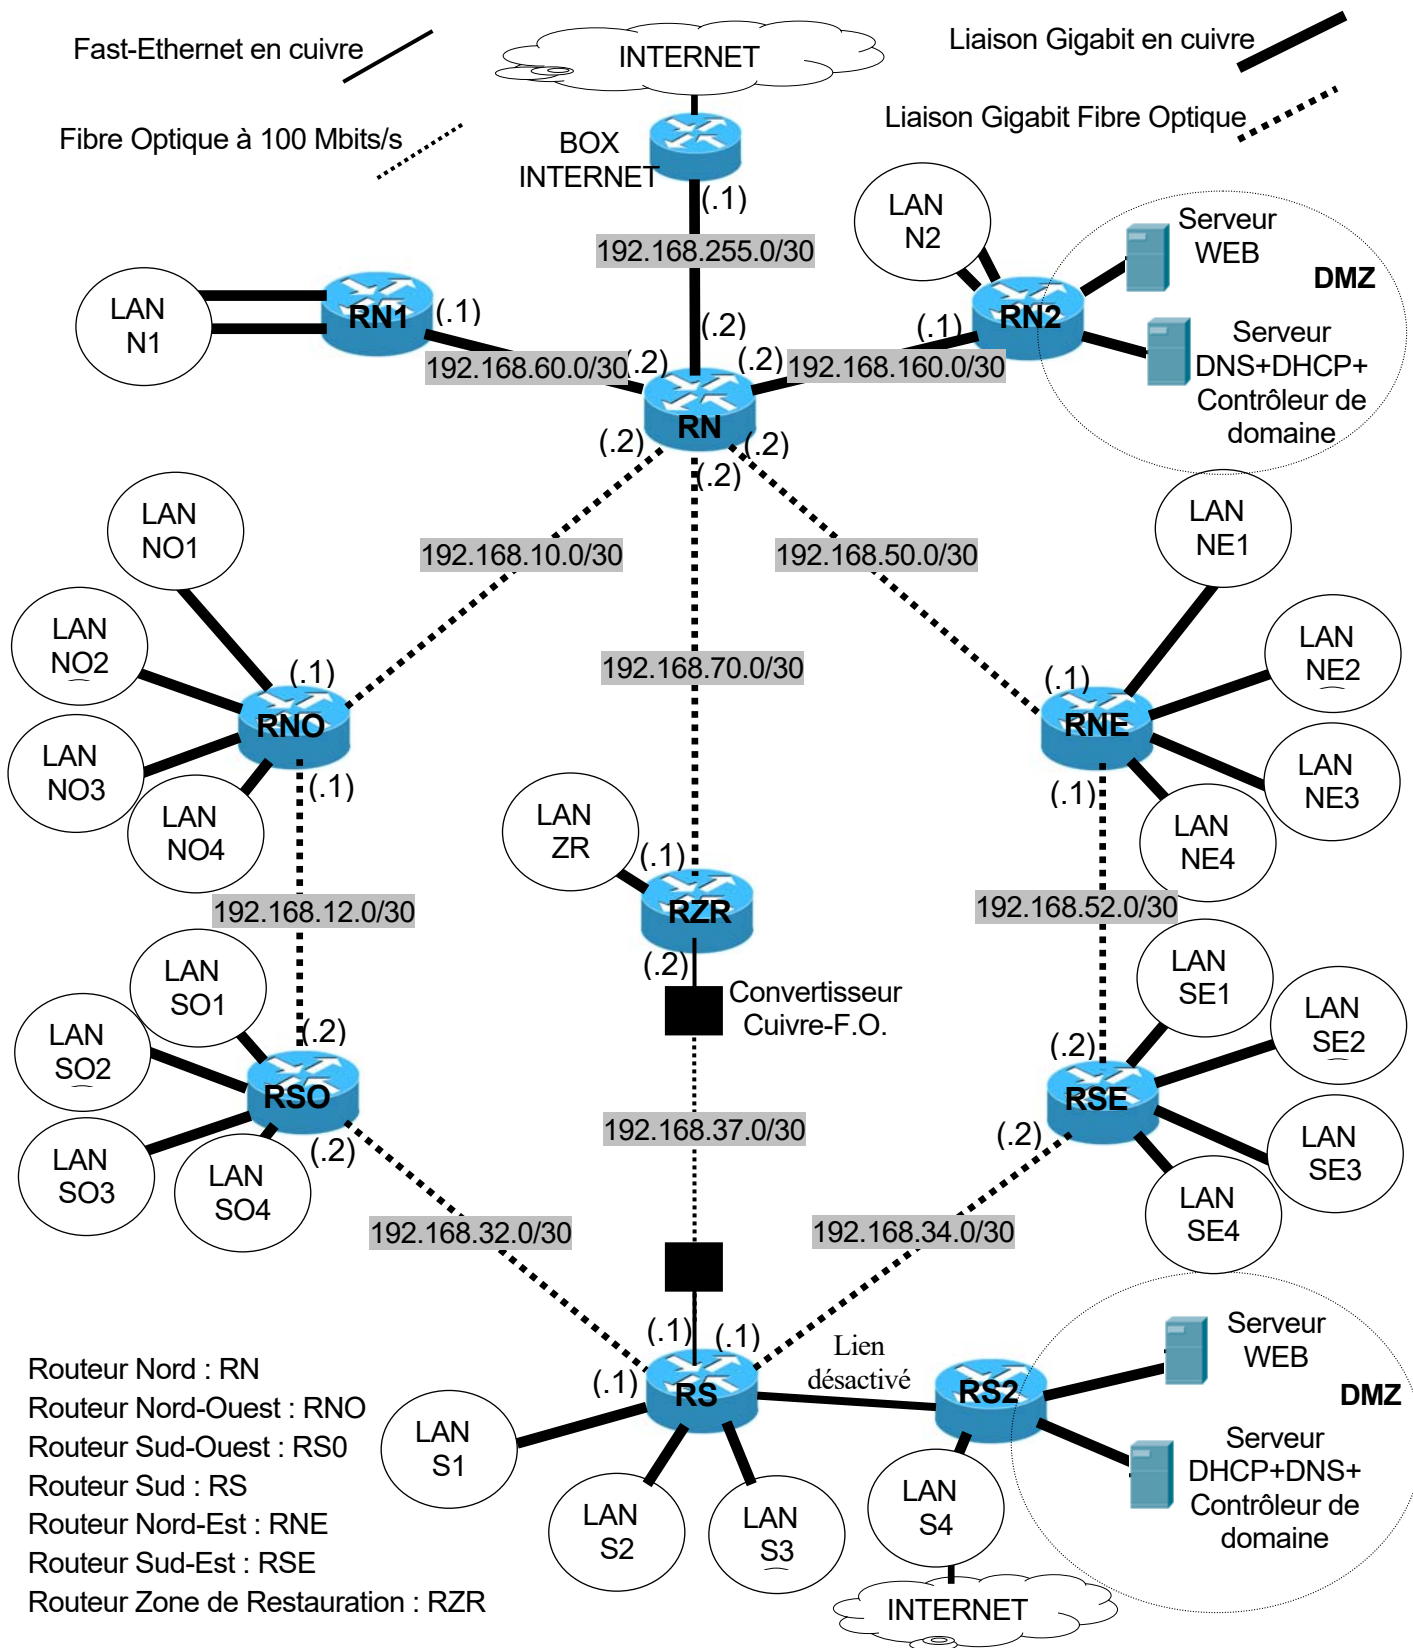 Fast-Ethernet en cuivre
INTERNET
Liaison Gigabit en cuivre
Fibre Optique à 100 Mbits/s
BOX
INTERNET
Liaison Gigabit Fibre Optique
(.1)
192.168.255.0/30
(.2)
LAN
N2
Serveur
WEB
DMZ
LAN
N1
RN1
(.1)
192.168.60.0/30
(.2)
(.2)
192.168.160.0/30
(.1)
RN2
Serveur
DNS+DHCP+
Contrôleur de
domaine
RN
(.2)
(.2)
(.2)
LAN
NO1
192.168.10.0/30
192.168.50.0/30
LAN
NE1
LAN
NO2
(.1)
192.168.70.0/30
(.1)
LAN
NE2
RNO
RNE
LAN
NO3
(.1)
(.1)
LAN
NE3
LAN
NO4
LAN
ZR
(.1)
LAN
NE4
192.168.12.0/30
RZR
192.168.52.0/30
(.2)
LAN
SO1
Convertisseur
Cuivre-F.O.
LAN
SE1
LAN
SO2
(.2)
(.2)
LAN
SE2
RSO
RSE
(.2)
192.168.37.0/30
(.2)
LAN
SO3
LAN
SO4
LAN
SE3
LAN
SE4
192.168.32.0/30
192.168.34.0/30
(.1)
(.1)
(.1)
Lien
désactivé
Serveur
WEB
RS
RS2
DMZ
Routeur Nord : RN
Routeur Nord-Ouest : RNO
Routeur Sud-Ouest : RS0
Routeur Sud : RS
Routeur Nord-Est : RNE
Routeur Sud-Est : RSE
Routeur Zone de Restauration : RZR
LAN
S1
LAN
S2
LAN
S3
LAN
S4
Serveur
DHCP+DNS+
Contrôleur de
domaine
INTERNET